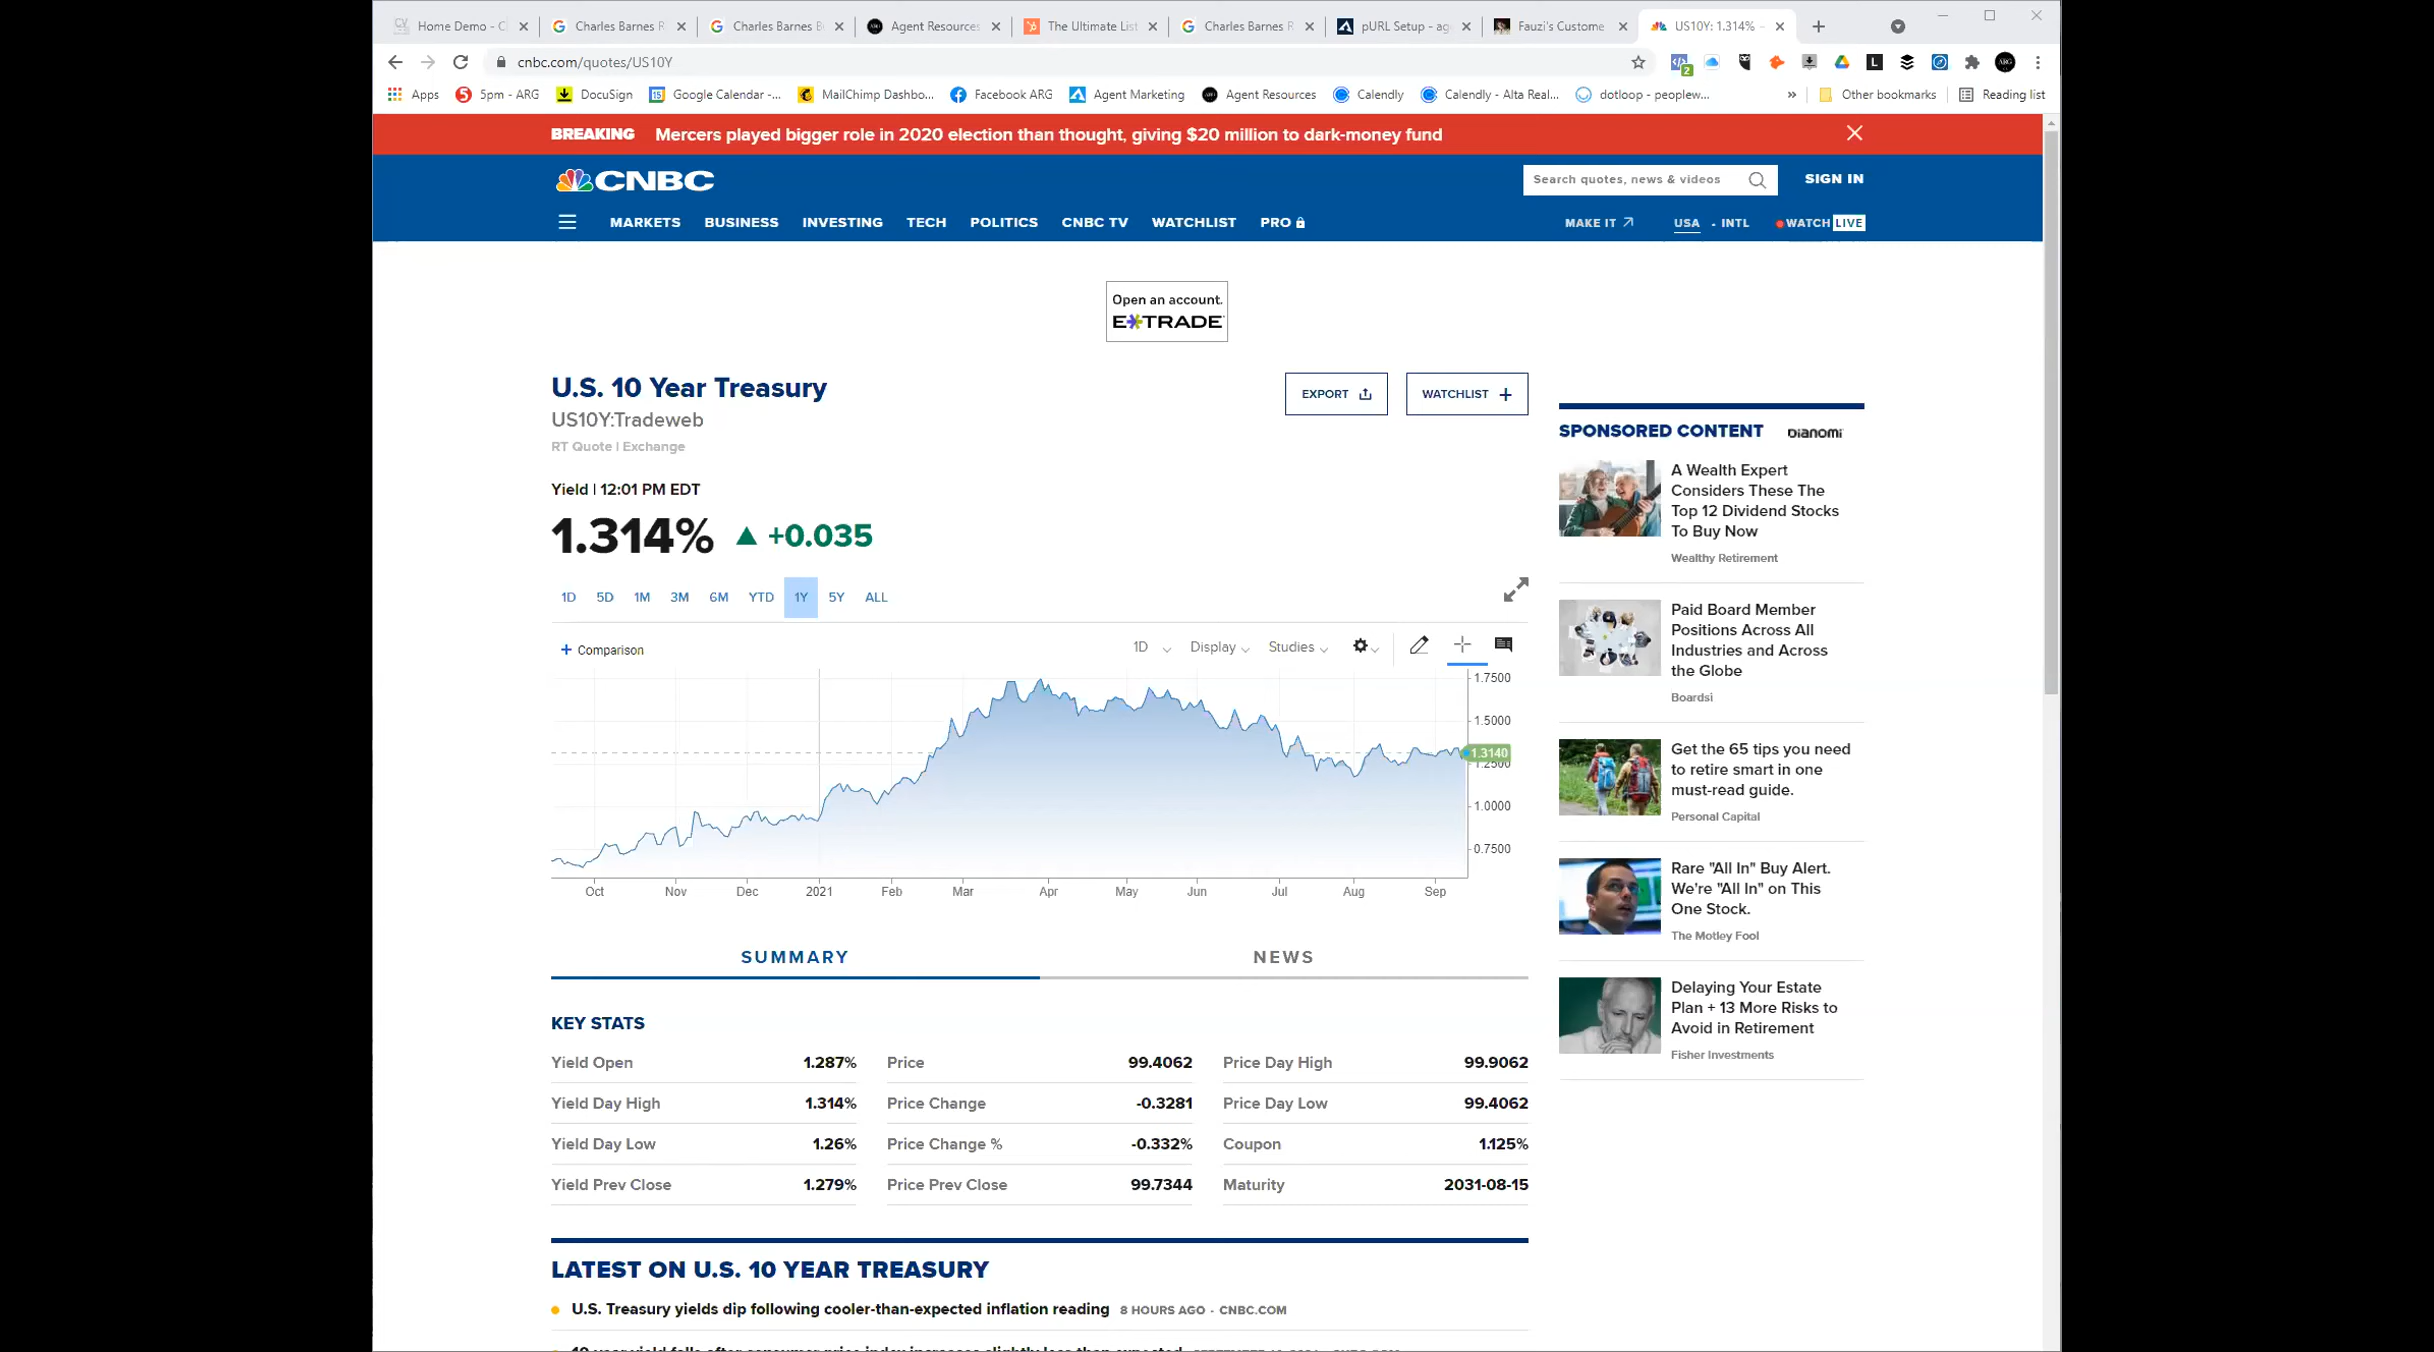 Home Demo - C
Charles Barnes R
Charles Barnes B
Agent Resources
The Ultimate List
Charles Barnes R
pURL Setup - age
Fauzi's Custome
US10Y: 1.314% -
cnbc.com/quotes/US10Y
2
ARG
Apps
5pm - ARG
DocuSign
Google Calendar -...
MailChimp Dashbo...
Facebook ARG
Agent Marketing
Agent Resources
Calendly
Calendly - Alta Real...
dotloop - peoplew...
»
Other bookmarks
Reading list
BREAKING Mercers played bigger role in 2020 election than thought, giving $20 million to dark-money fund
CNBC
Search quotes, news & videos
SIGN IN
MARKETS BUSINESS INVESTING TECH POLITICS CNBC TV WATCHLIST PRO
MAKE IT USA - INTL WATCH LIVE
Open an account.
E*TRADE
U.S. 10 Year Treasury
EXPORT
WATCHLIST +
US10Y:Tradeweb
RT Quote | Exchange
Yield | 12:01 PM EDT
1.314% +0.035
1D 5D 1M 3M 6M YTD 1Y 5Y ALL
+ Comparison
1D Display Studies
1.7500
1.5000
1.3140
1.2500
1.0000
0.7500
Oct Nov Dec 2021 Feb Mar Apr May Jun Jul Aug Sep
SUMMARY
NEWS
KEY STATS
Yield Open 1.287%
Price 99.4062
Price Day High 99.9062
Yield Day High 1.314%
Price Change -0.3281
Price Day Low 99.4062
Yield Day Low 1.26%
Price Change % -0.332%
Coupon 1.125%
Yield Prev Close 1.279%
Price Prev Close 99.7344
Maturity 2031-08-15
LATEST ON U.S. 10 YEAR TREASURY
U.S. Treasury yields dip following cooler-than-expected inflation reading 8 HOURS AGO - CNBC.COM
SPONSORED CONTENT DIANOMI
A Wealth Expert
Considers These The
Top 12 Dividend Stocks
To Buy Now
Wealthy Retirement
Paid Board Member
Positions Across All
Industries and Across
the Globe
Boardsi
Get the 65 tips you need
to retire smart in one
must-read guide.
Personal Capital
Rare "All In" Buy Alert.
We're "All In" on This
One Stock.
The Motley Fool
Delaying Your Estate
Plan + 13 More Risks to
Avoid in Retirement
Fisher Investments